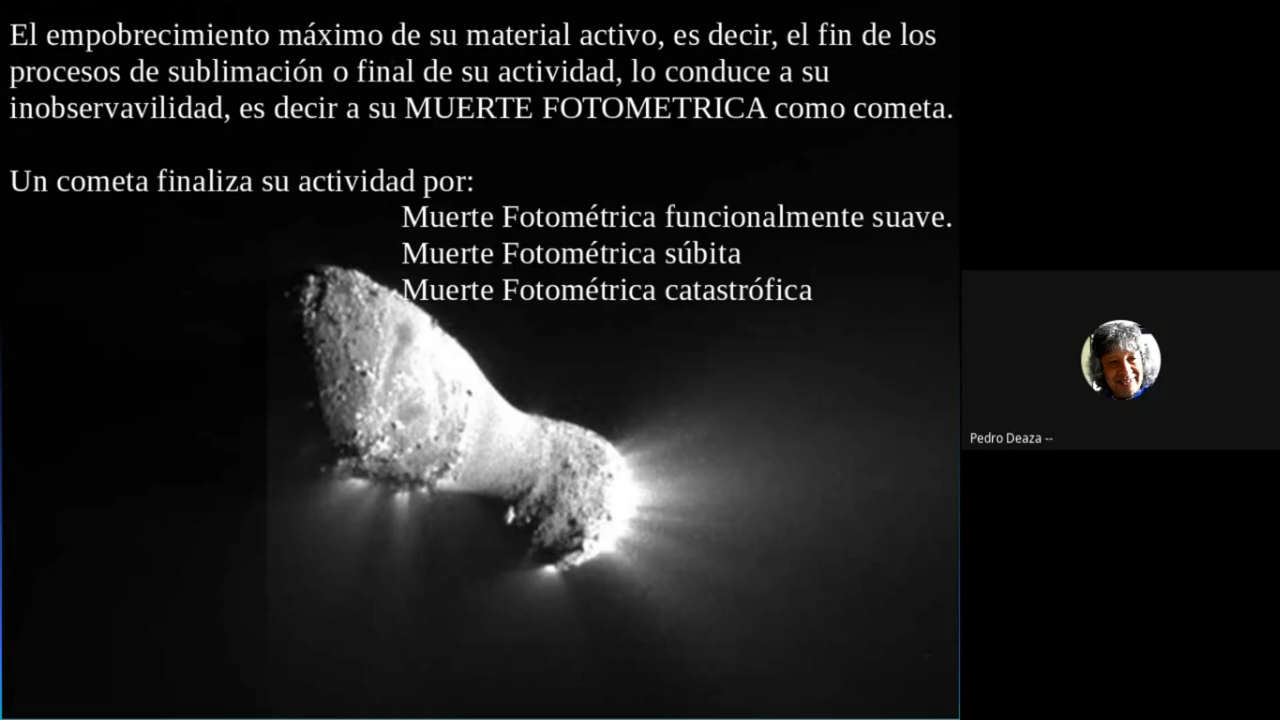 El empobrecimiento máximo de su material activo, es decir, el fin de los
procesos de sublimación o final de su actividad, lo conduce a su
inobservavilidad, es decir a su MUERTE FOTOMETRICA como cometa.
Un cometa finaliza su actividad por:
Muerte Fotométrica funcionalmente suave.
Muerte Fotométrica súbita
Muerte Fotométrica catastrófica
Pedro Deaza --